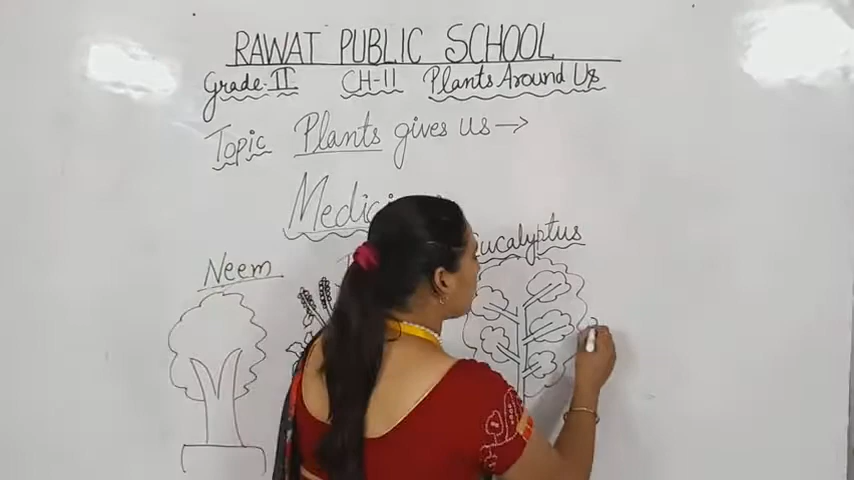 RAWAT PUBLIC SCHOOL
Grade-II CH-11 Plants Around Us
Topic Plants gives us →
Neem Eucalyptus